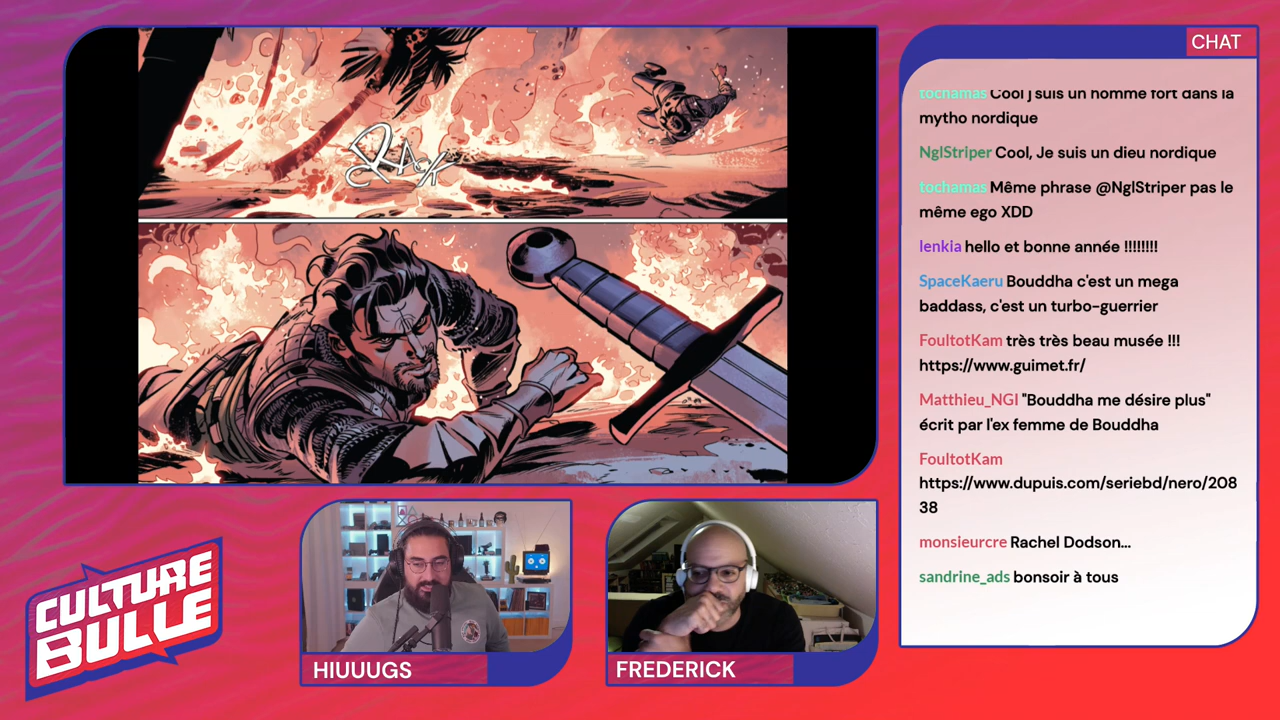 CHAT
tochamas Cool j'suis un homme fort dans la
mytho nordique
NglStriper Cool, Je suis un dieu nordique
tochamas Même phrase @NglStriper pas le
même ego XDD
lenkia hello et bonne année !!!!!!!!
SpaceKaeru Bouddha c'est un mega
baddass, c'est un turbo-guerrier
FoultotKam très très beau musée !!!
https://www.guimet.fr/
Matthieu_NGI "Bouddha me désire plus"
écrit par l'ex femme de Bouddha
FoultotKam
https://www.dupuis.com/seriebd/nero/208
38
monsieurcre Rachel Dodson...
sandrine_ads bonsoir à tous
CULTURE
BULLE
HIUUUGS
FREDERICK